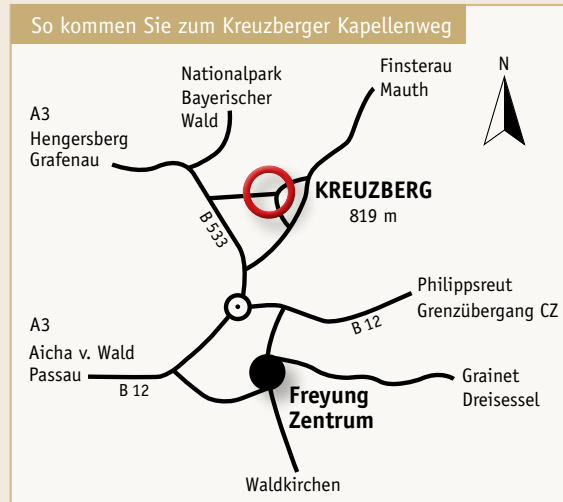 So kommen Sie zum Kreuzberger Kapellenweg
Nationalpark
Bayerischer
Wald
Finsterau
Mauth
N
A3
Hengersberg
Grafenau
KREUZBERG
819 m
B 533
Philippsreut
Grenzübergang CZ
B 12
A3
Aicha v. Wald
Passau
B 12
Freyung
Zentrum
Grainet
Dreisessel
Waldkirchen